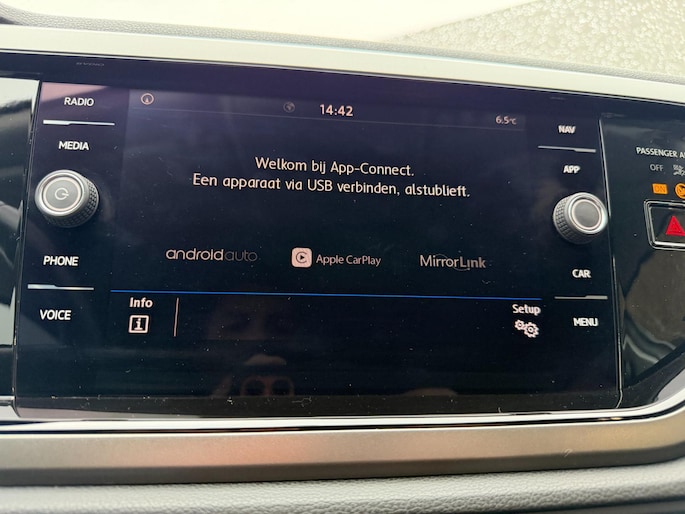 RADIO
MEDIA
PHONE
VOICE
14:42
6.5°C
Welkom bij App-Connect.
Een apparaat via USB verbinden, alstublieft.
androidauto
Apple CarPlay
MirrorLink
Info
Setup
NAV
APP
CAR
MENU
PASSENGER A
OFF
ON